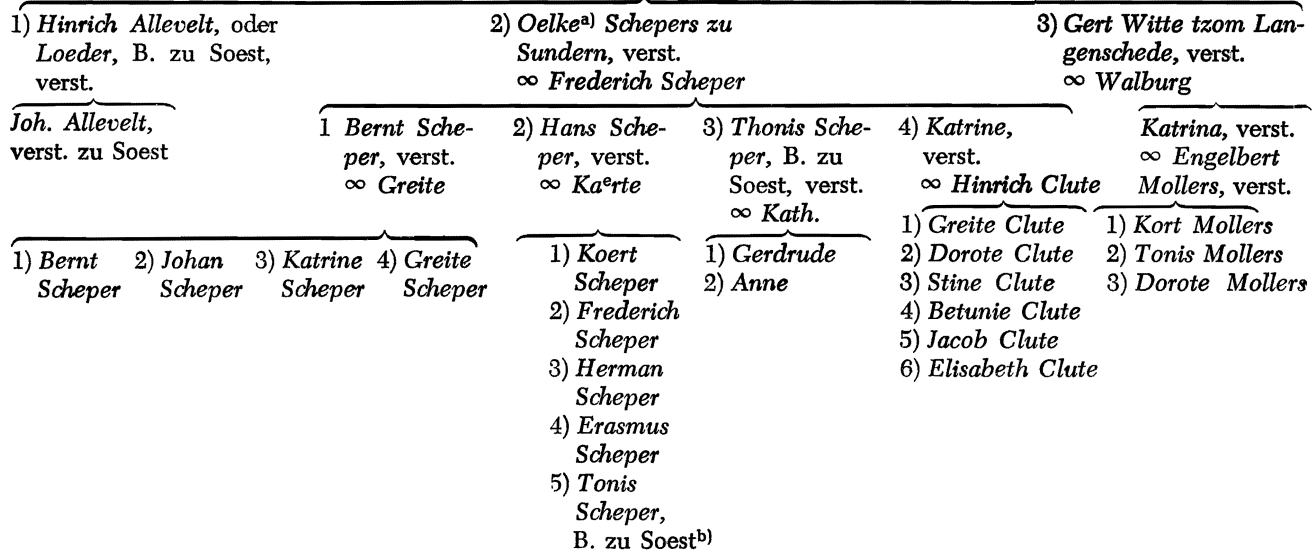 1) Hinrich Allevelt, oder
Loeder, B. zu Soest,
verst.
2) Oelkeᵃ⁾ Schepers zu
Sundern, verst.
∞ Frederich Scheper
3) Gert Witte tzom Lan-
genschede, verst.
∞ Walburg
Joh. Allevelt,
verst. zu Soest
1 Bernt Sche-
per, verst.
∞ Greite
2) Hans Sche-
per, verst.
∞ Kaᵉrte
3) Thonis Sche-
per, B. zu
Soest, verst.
∞ Kath.
4) Katrine,
verst.
∞ Hinrich Clute
Katrina, verst.
∞ Engelbert
Mollers, verst.
1) Bernt
Scheper
2) Johan
Scheper
3) Katrine
Scheper
4) Greite
Scheper
1) Koert
Scheper
2) Frederich
Scheper
3) Herman
Scheper
4) Erasmus
Scheper
5) Tonis
Scheper,
B. zu Soestᵇ⁾
1) Gerdrude
2) Anne
1) Greite Clute
2) Dorote Clute
3) Stine Clute
4) Betunie Clute
5) Jacob Clute
6) Elisabeth Clute
1) Kort Mollers
2) Tonis Mollers
3) Dorote Mollers